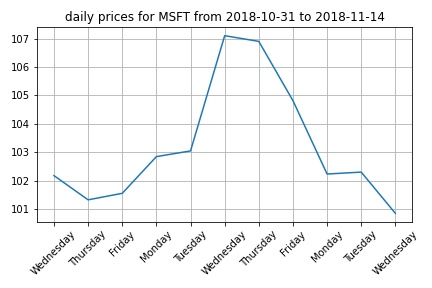 daily prices for MSFT from 2018-10-31 to 2018-11-14
107
106
105
104
103
102
101
Wednesday
Thursday
Friday
Monday
Tuesday
Wednesday
Thursday
Friday
Monday
Tuesday
Wednesday